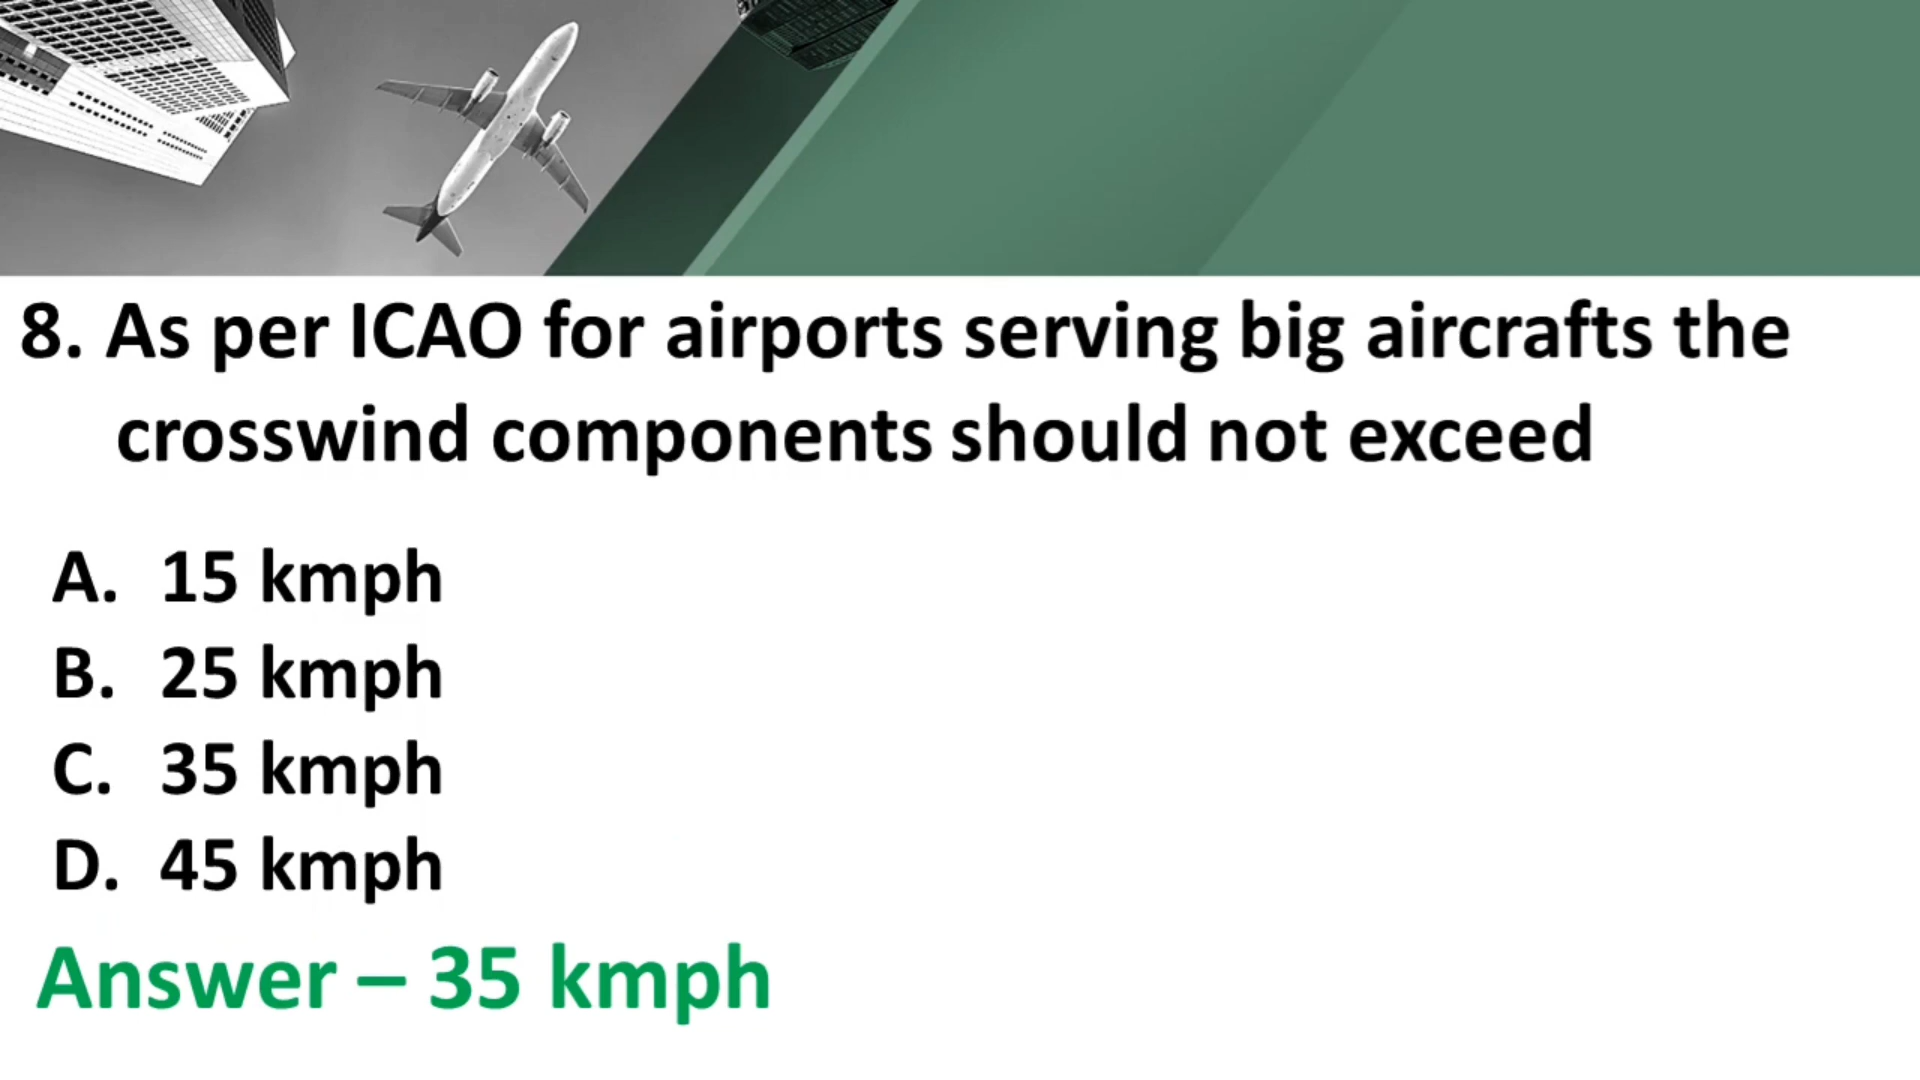 8. As per ICAO for airports serving big aircrafts the
crosswind components should not exceed
A. 15 kmph
B. 25 kmph
C. 35 kmph
D. 45 kmph
Answer – 35 kmph